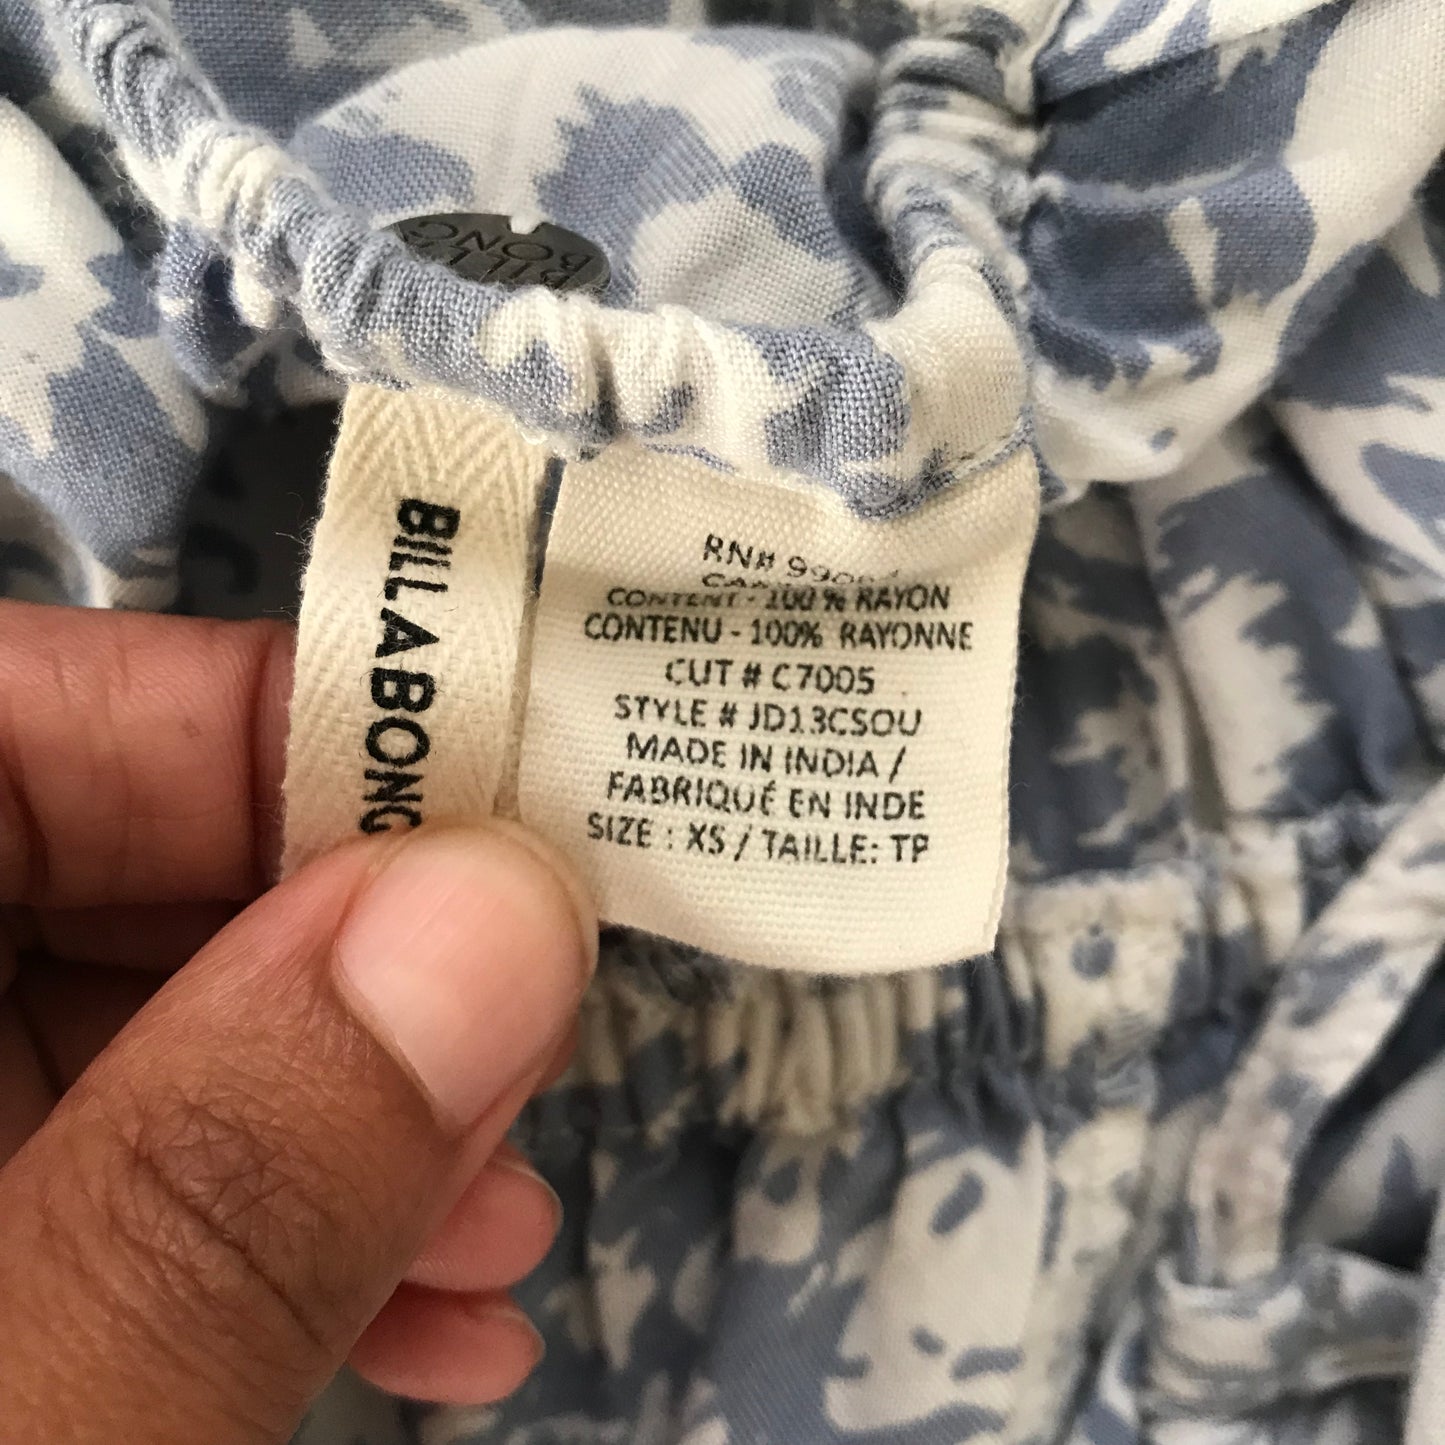 BILLA
BONG
BILLABONG
RN#
CONTENT - 100 % RAYON
CONTENU - 100% RAYONNE
CUT # C7005
STYLE # JD13CSOU
MADE IN INDIA /
FABRIQUÉ EN INDE
SIZE : XS / TAILLE: TP